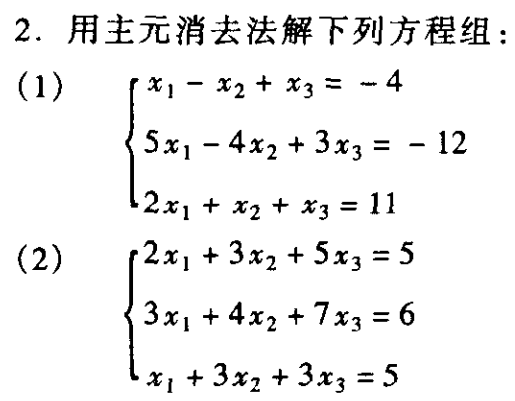 2. 用主元消去法解下列方程组:
(1) x₁ - x₂ + x₃ = - 4
5x₁ - 4x₂ + 3x₃ = - 12
2x₁ + x₂ + x₃ = 11
(2) 2x₁ + 3x₂ + 5x₃ = 5
3x₁ + 4x₂ + 7x₃ = 6
x₁ + 3x₂ + 3x₃ = 5